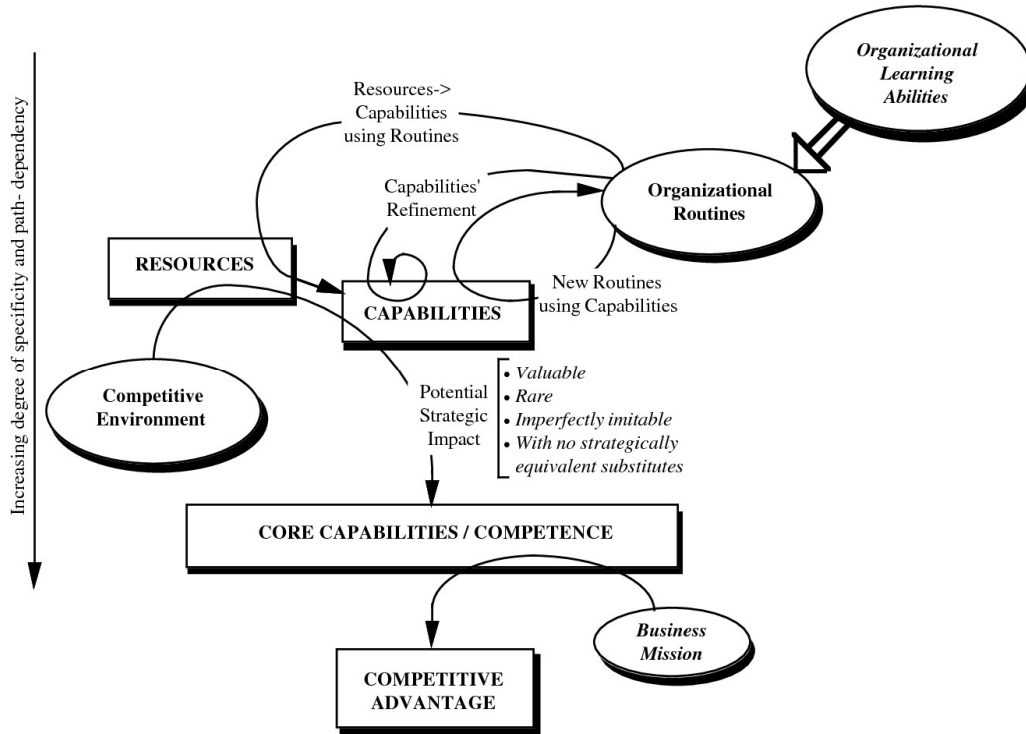 Organizational
Learning
Abilities
Resources->
Capabilities
using Routines
Capabilities'
Refinement
Organizational
Routines
RESOURCES
New Routines
using Capabilities
CAPABILITIES
Increasing degree of specificity and path- dependency
Competitive
Environment
Potential
Strategic
Impact
• Valuable
• Rare
• Imperfectly imitable
• With no strategically
equivalent substitutes
CORE CAPABILITIES / COMPETENCE
Business
Mission
COMPETITIVE
ADVANTAGE